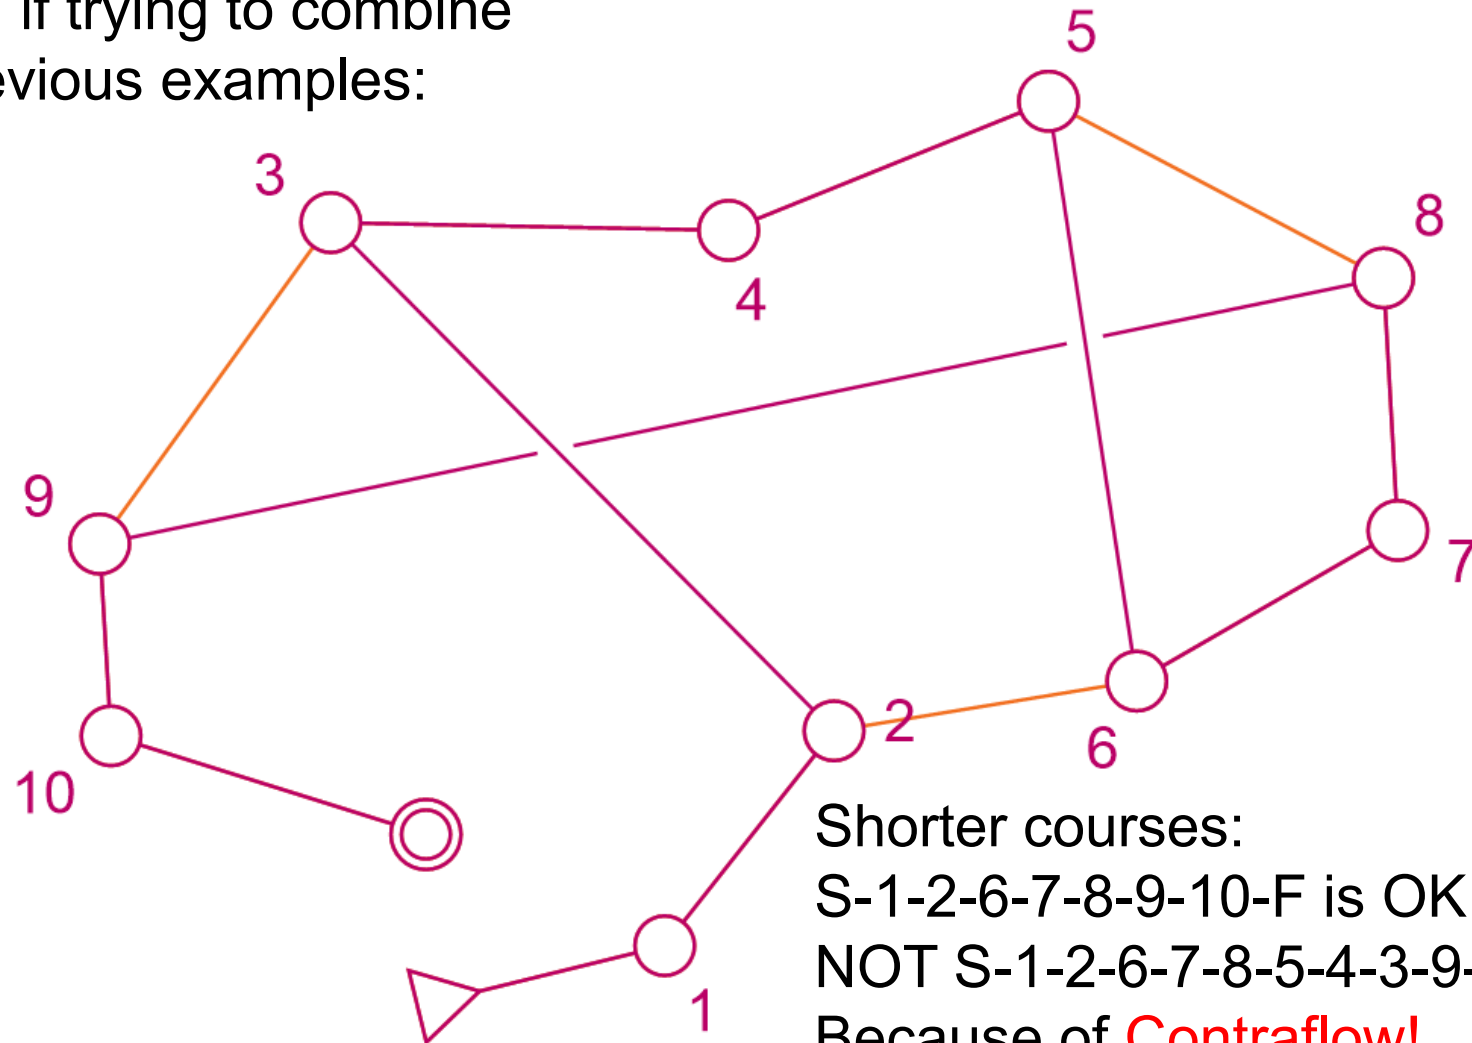 if trying to combine
evious examples:
5
3
8
4
9
7
2
6
10
Shorter courses:
S-1-2-6-7-8-9-10-F is OK
NOT S-1-2-6-7-8-5-4-3-9-
1
Because of Contraflow!